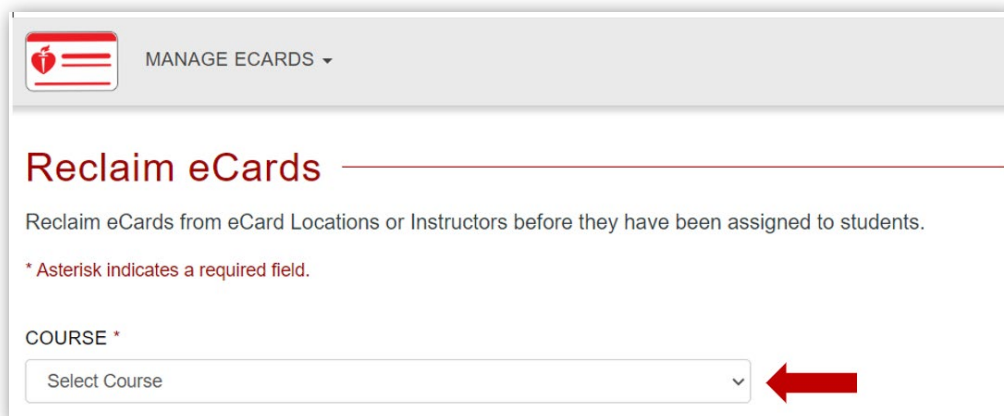 MANAGE ECARDS
Reclaim eCards
Reclaim eCards from eCard Locations or Instructors before they have been assigned to students.
* Asterisk indicates a required field.
COURSE *
Select Course